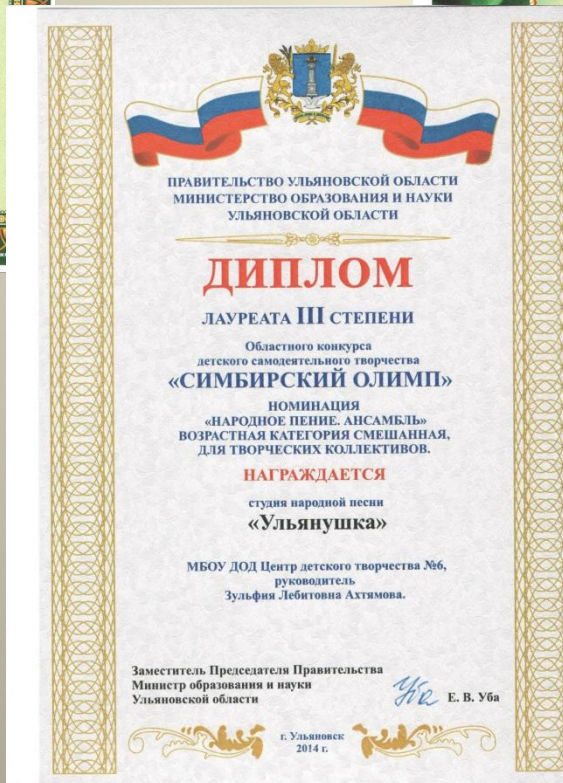 ПРАВИТЕЛЬСТВО УЛЬЯНОВСКОЙ ОБЛАСТИ
МИНИСТЕРСТВО ОБРАЗОВАНИЯ И НАУКИ
УЛЬЯНОВСКОЙ ОБЛАСТИ
ДИПЛОМ
ЛАУРЕАТА III СТЕПЕНИ
Областного конкурса
детского самодеятельного творчества
«СИМБИРСКИЙ ОЛИМП»
НОМИНАЦИЯ
«НАРОДНОЕ ПЕНИЕ. АНСАМБЛЬ»
ВОЗРАСТНАЯ КАТЕГОРИЯ СМЕШАННАЯ,
ДЛЯ ТВОРЧЕСКИХ КОЛЛЕКТИВОВ.
НАГРАЖДАЕТСЯ
студия народной песни
«Ульянушка»
МБОУ ДОД Центр детского творчества №6,
руководитель
Зульфия Лебитовна Ахтямова.
Заместитель Председателя Правительства
Министр образования и науки
Ульяновской области Уба Е. В. Уба
г. Ульяновск
2014 г.